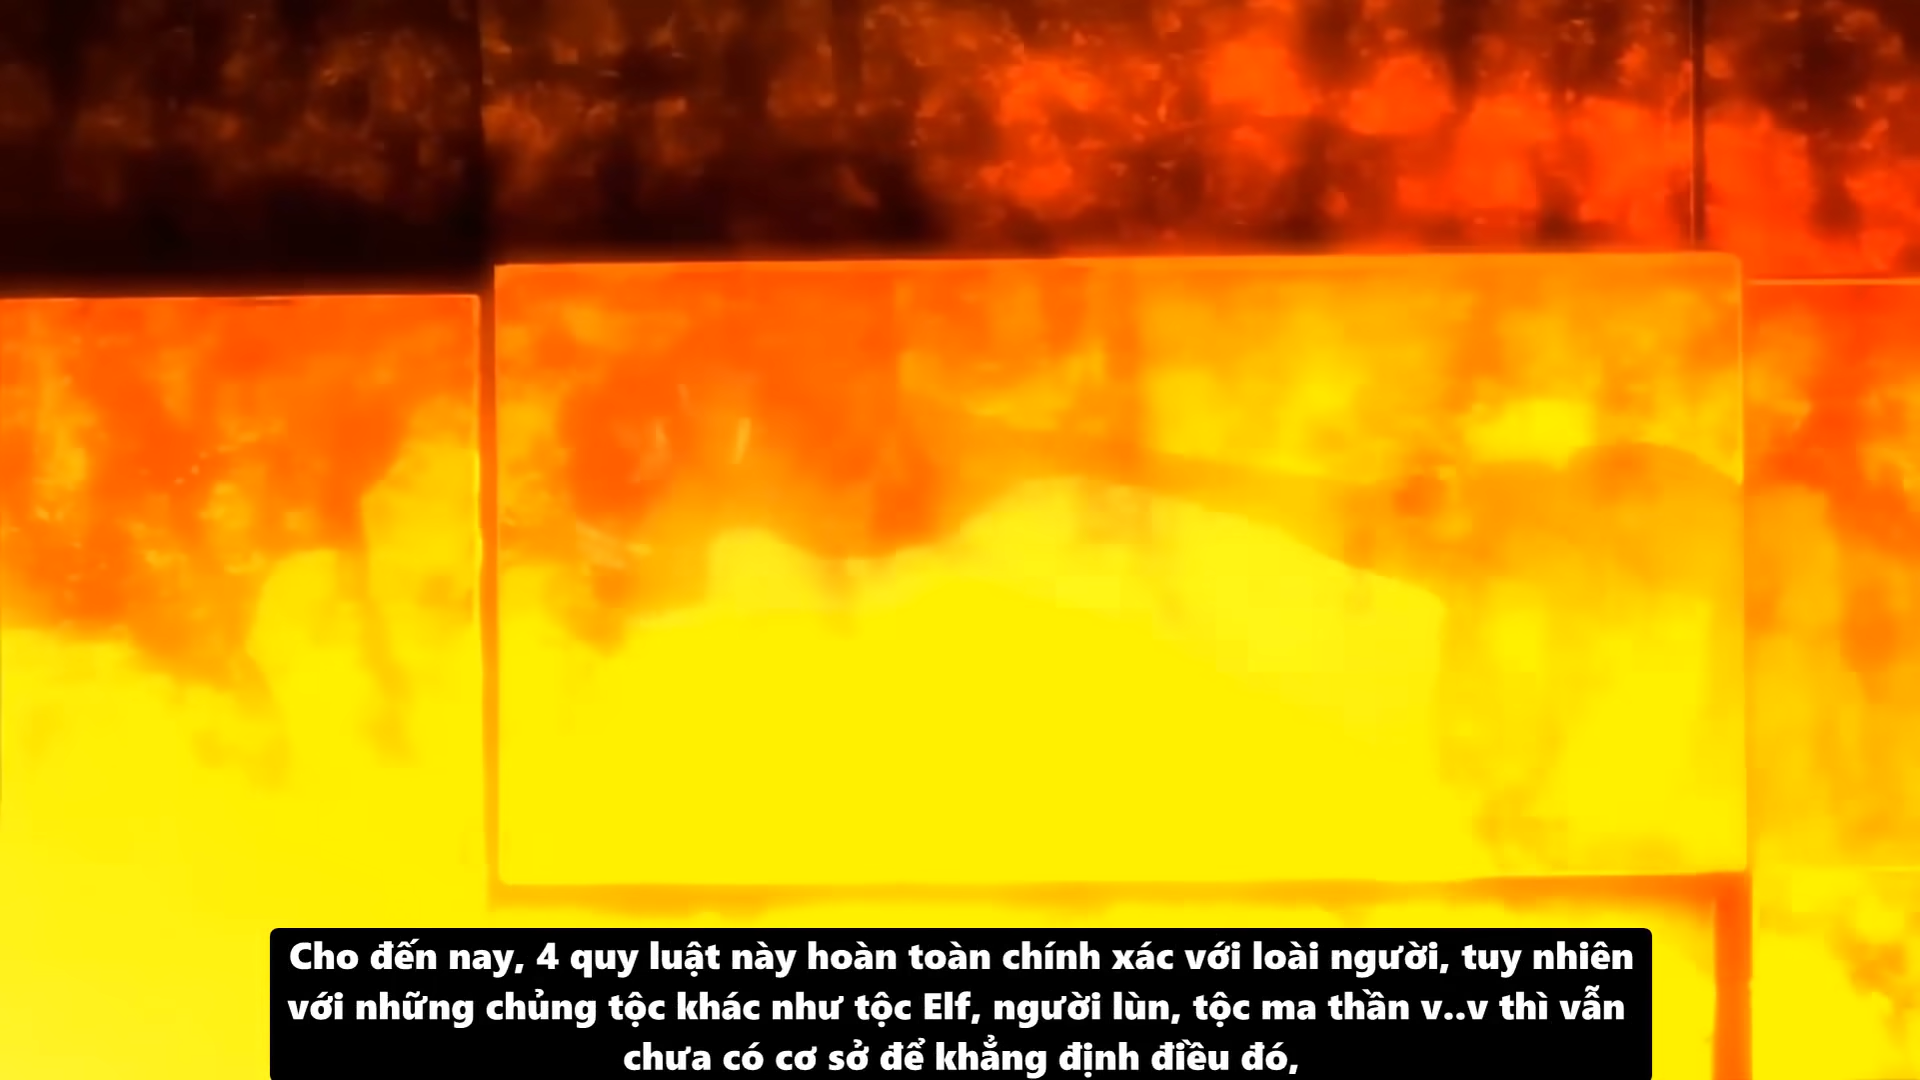 Cho đến nay, 4 quy luật này hoàn toàn chính xác với loài người, tuy nhiên
với những chủng tộc khác như tộc Elf, người lùn, tộc ma thần v..v thì vẫn
chưa có cơ sở để khẳng định điều đó,